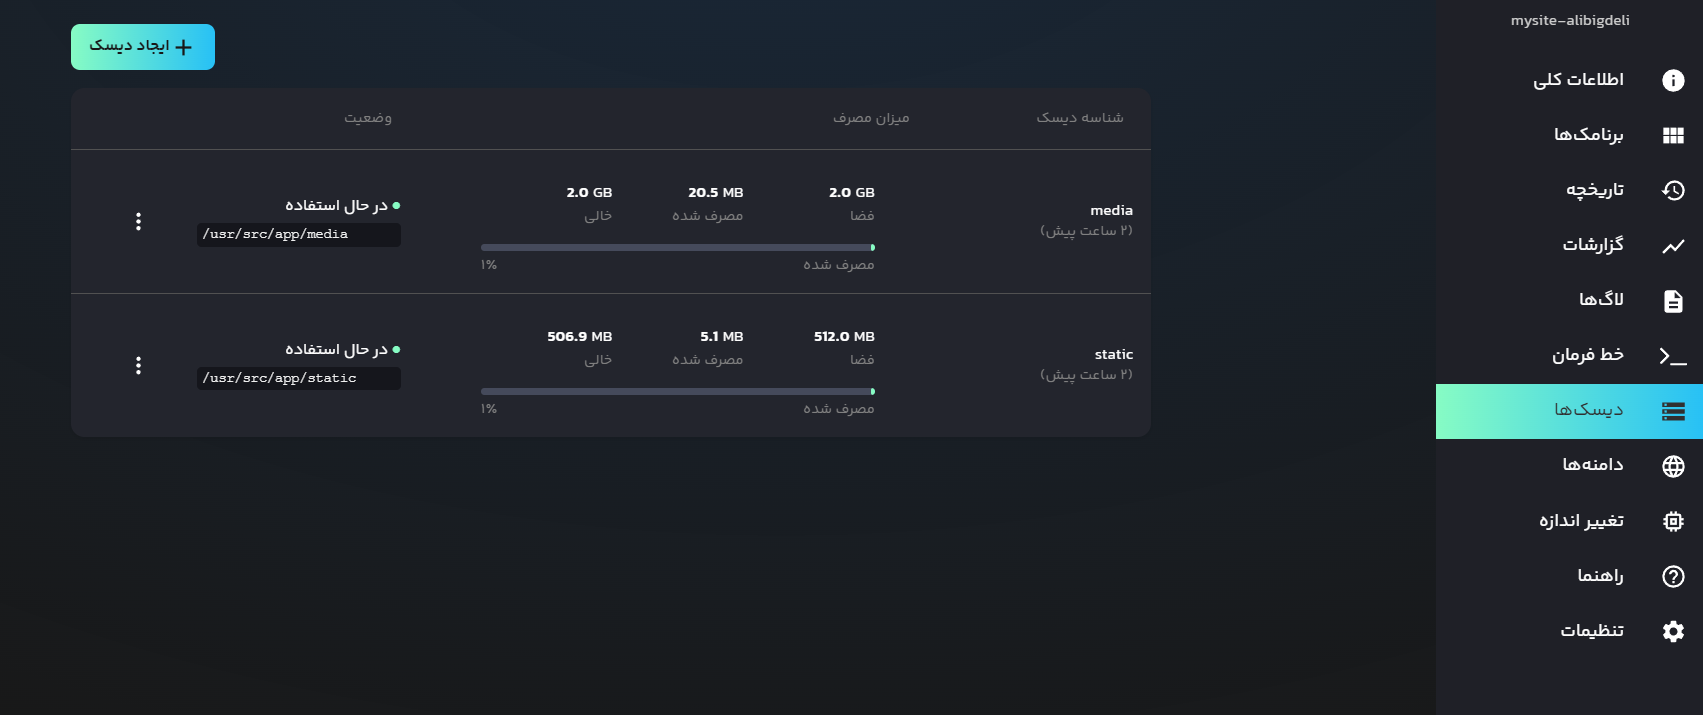 mysite-alibigdeli
اطلاعات کلی
برنامک‌ها
تاریخچه
گزارشات
لاگ‌ها
خط فرمان
دیسک‌ها
دامنه‌ها
تغییر اندازه
راهنما
تنظیمات
ایجاد دیسک
شناسه دیسک میزان مصرف وضعیت
media
(۲ ساعت پیش)
2.0 GB 20.5 MB 2.0 GB
فضا مصرف شده خالی
مصرف شده ۱%
در حال استفاده
/usr/src/app/media
static
(۲ ساعت پیش)
512.0 MB 5.1 MB 506.9 MB
فضا مصرف شده خالی
مصرف شده ۱%
در حال استفاده
/usr/src/app/static